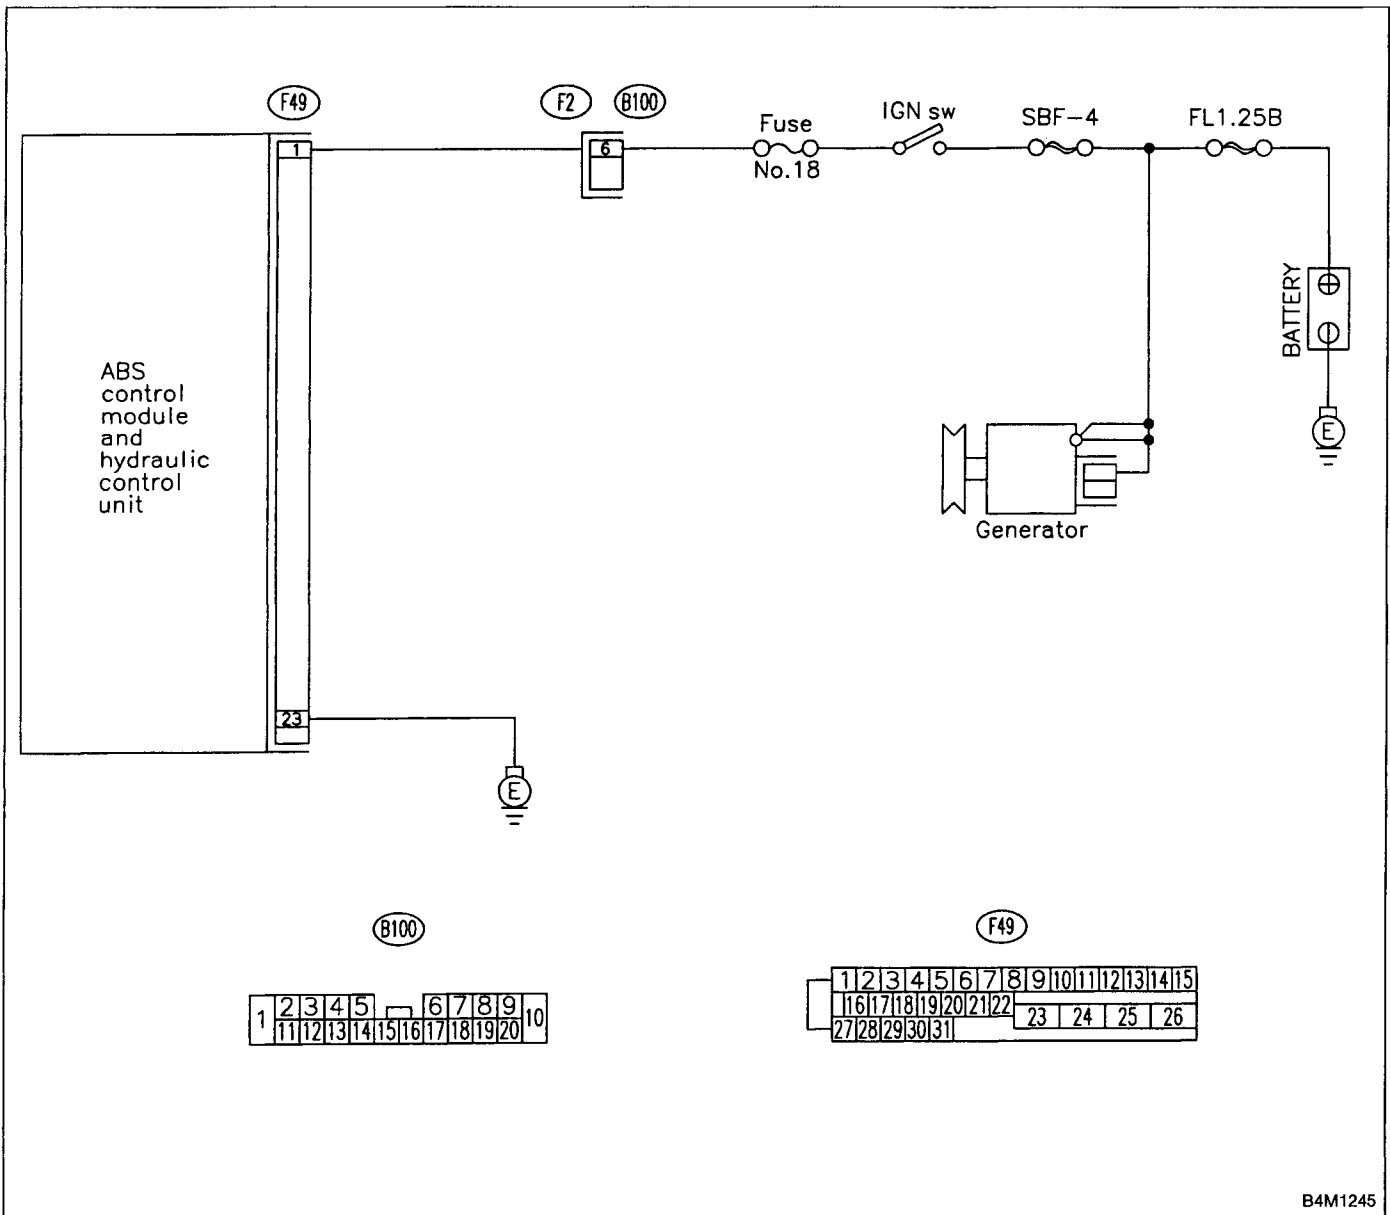 F49
F2
B100
Fuse
No.18
IGN sw
SBF-4
FL1.25B
1
6
BATTERY
E
ABS
control
module
and
hydraulic
control
unit
Generator
23
E
B100
F49
1 2 3 4 5 6 7 8 9 10
11 12 13 14 15 16 17 18 19 20
1 2 3 4 5 6 7 8 9 10 11 12 13 14 15
16 17 18 19 20 21 22
23 24 25 26
27 28 29 30 31
B4M1245